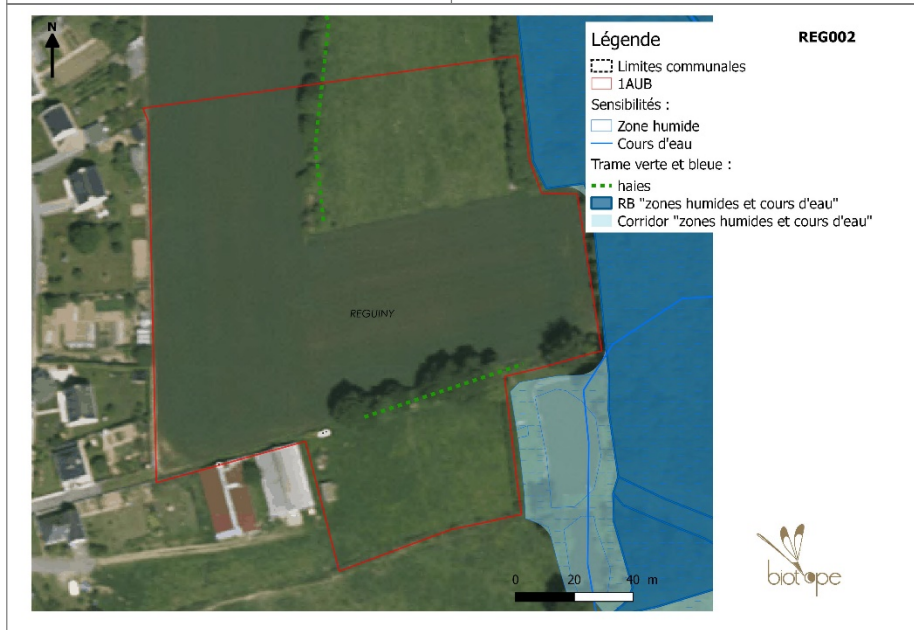 N
Légende
REG002
Limites communales
1AUB
Sensibilités :
Zone humide
Cours d'eau
Trame verte et bleue :
haies
RB "zones humides et cours d'eau"
Corridor "zones humides et cours d'eau"
REGUINY
0 20 40 m
biotope